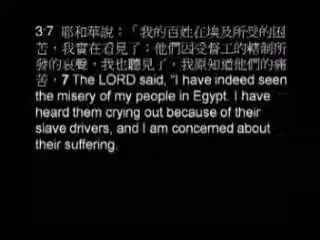 3:7 耶和華說：「我的百姓在埃及所受的困
苦，我實在看見了；他們因受督工的轄制所
發的哀聲，我也聽見了。我原知道他們的痛
苦，7 The LORD said, "I have indeed seen
the misery of my people in Egypt. I have
heard them crying out because of their
slave drivers, and I am concerned about
their suffering.